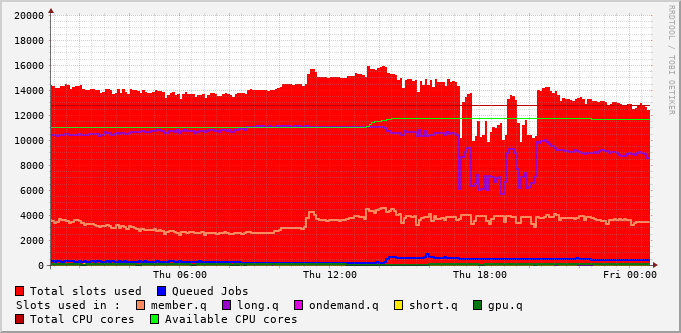 20000
18000
16000
14000
12000
10000
8000
6000
4000
2000
0
Thu 06:00 Thu 12:00 Thu 18:00 Fri 00:00
Total slots used Queued Jobs
Slots used in : member.q long.q ondemand.q short.q gpu.q
Total CPU cores Available CPU cores
RRDTOOL / TOBI OETIKER